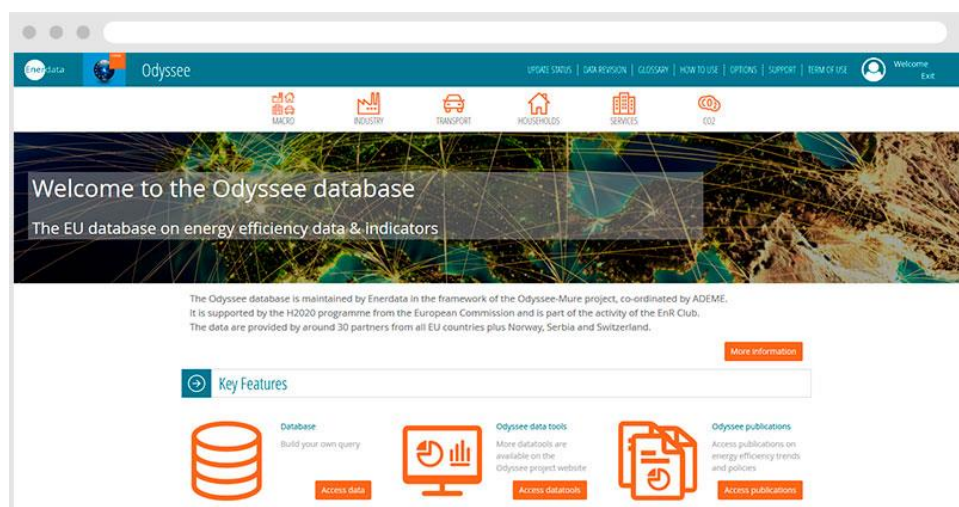 Enerdata
Odyssee
UPDATE STATUS | DATA REVISION | GLOSSARY | HOW TO USE | OPTIONS | SUPPORT | TERM OF USE
Welcome
Exit
MACRO
INDUSTRY
TRANSPORT
HOUSEHOLDS
SERVICES
CO2
CO2
Welcome to the Odyssee database
The EU database on energy efficiency data & indicators
The Odyssee database is maintained by Enerdata in the framework of the Odyssee-Mure project, co-ordinated by ADEME.
It is supported by the H2020 programme from the European Commission and is part of the activity of the EnR Club.
The data are provided by around 30 partners from all EU countries plus Norway, Serbia and Switzerland.
More information
Key Features
Database
Build your own query
Access data
Odyssee data tools
More datatools are
available on the
Odyssee project website
Access datatools
Odyssee publications
Access publications on
energy efficiency trends
and policies
Access publications